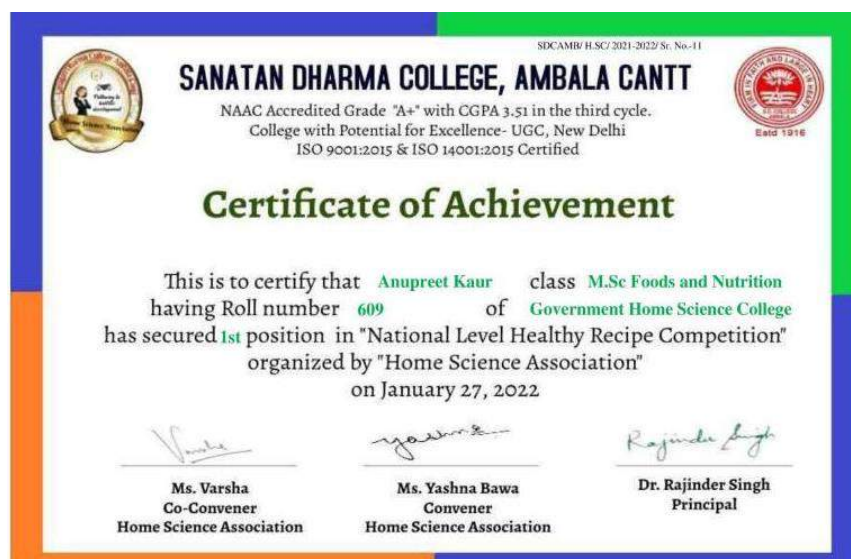 SDCAMB/ H.SC/ 2021-2022/ Sr. No.-11
SANATAN DHARMA COLLEGE, AMBALA CANTT
NAAC Accredited Grade "A+" with CGPA 3.51 in the third cycle.
College with Potential for Excellence- UGC, New Delhi
ISO 9001:2015 & ISO 14001:2015 Certified
Home Science Association
Estd 1916
Certificate of Achievement
This is to certify that Anupreet Kaur class M.Sc Foods and Nutrition
having Roll number 609 of Government Home Science College
has secured 1st position in "National Level Healthy Recipe Competition"
organized by "Home Science Association"
on January 27, 2022
Varsha
Yashna
Rajinder Singh
Ms. Varsha
Co-Convener
Home Science Association
Ms. Yashna Bawa
Convener
Home Science Association
Dr. Rajinder Singh
Principal